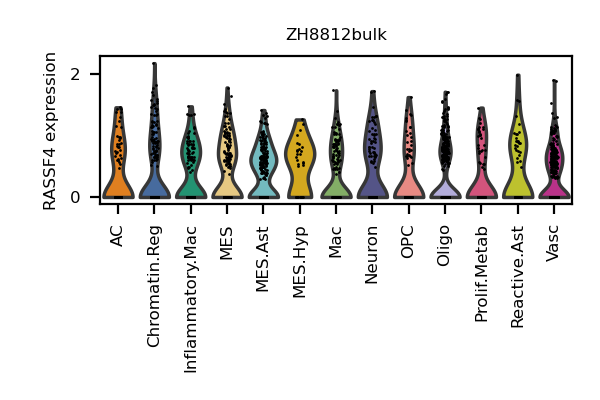 ZH8812bulk
RASSF4 expression
2
0
AC
Chromatin.Reg
Inflammatory.Mac
MES
MES.Ast
MES.Hyp
Mac
Neuron
OPC
Oligo
Prolif.Metab
Reactive.Ast
Vasc